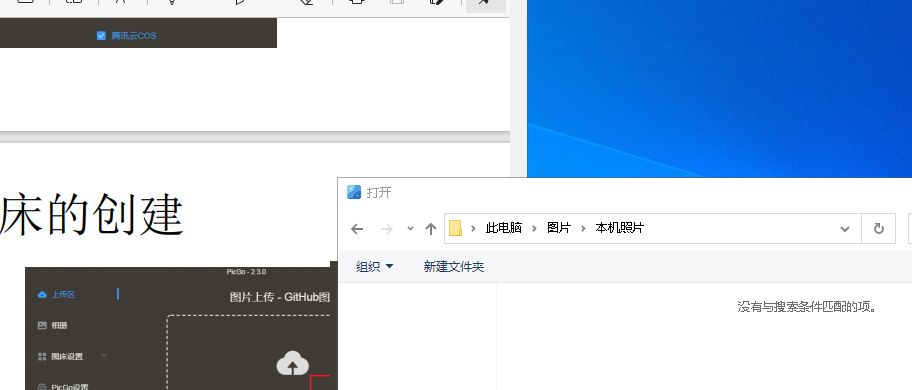 腾讯云COS
床的创建
PicGo - 2.3.0
上传区
图片上传 - GitHub图
相册
图床设置
PicGo设置
打开
此电脑 › 图片 › 本机照片
组织 新建文件夹
没有与搜索条件匹配的项。